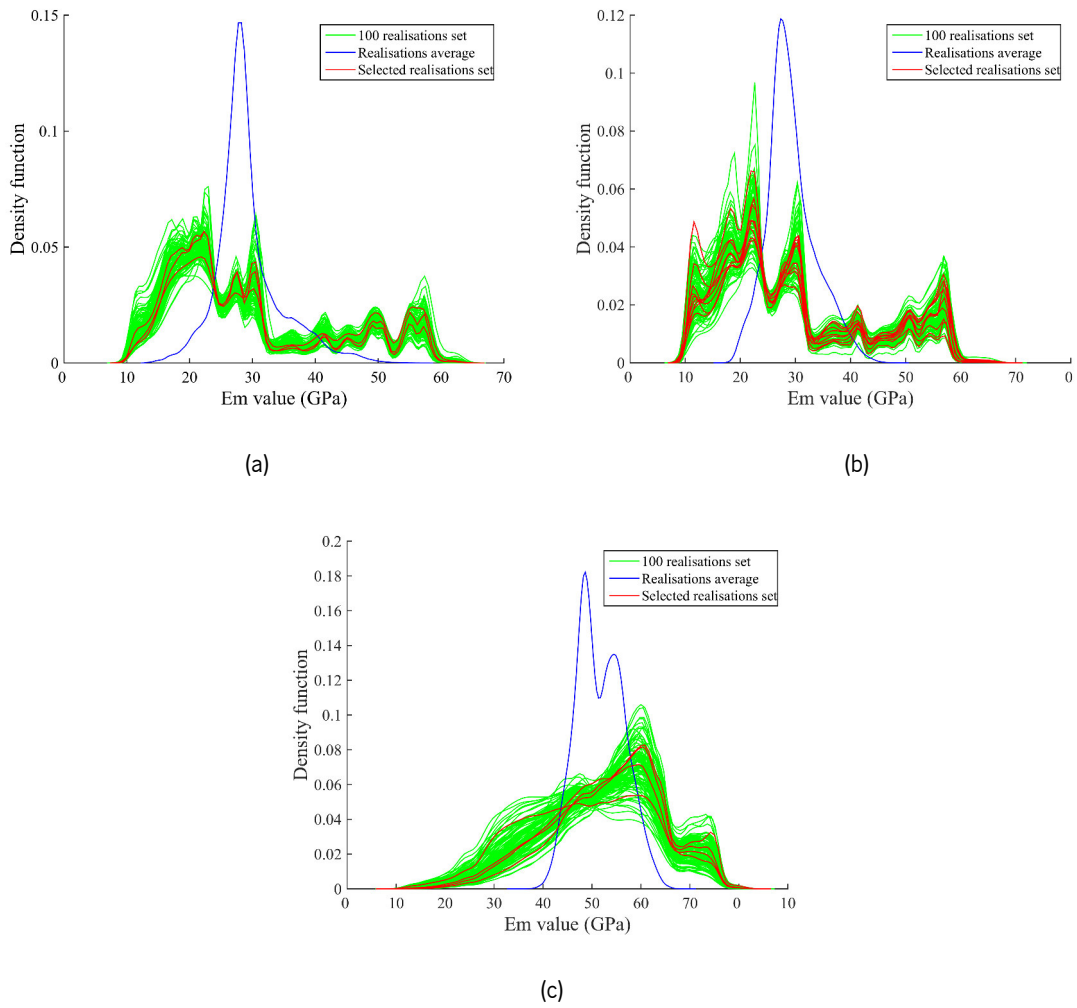 0.15
100 realisations set
Realisations average
Selected realisations set
0.1
Density function
0.05
0
0 10 20 30 40 50 60 70
Em value (GPa)
(a)
0.12
100 realisations set
Realisations average
Selected realisations set
0.1
0.08
Density function
0.06
0.04
0.02
0
0 10 20 30 40 50 60 70 0
Em value (GPa)
(b)
0.2
100 realisations set
Realisations average
Selected realisations set
0.18
0.16
0.14
0.12
Density function
0.1
0.08
0.06
0.04
0.02
0
0 10 20 30 40 50 60 70 0 10
Em value (GPa)
(c)